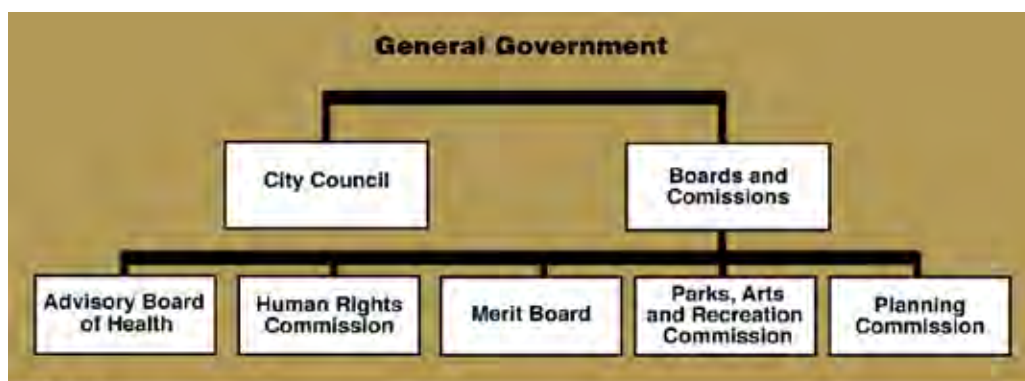 General Government
City Council
Boards and
Comissions
Advisory Board
of Health
Human Rights
Commission
Merit Board
Parks, Arts
and Recreation
Commission
Planning
Commission